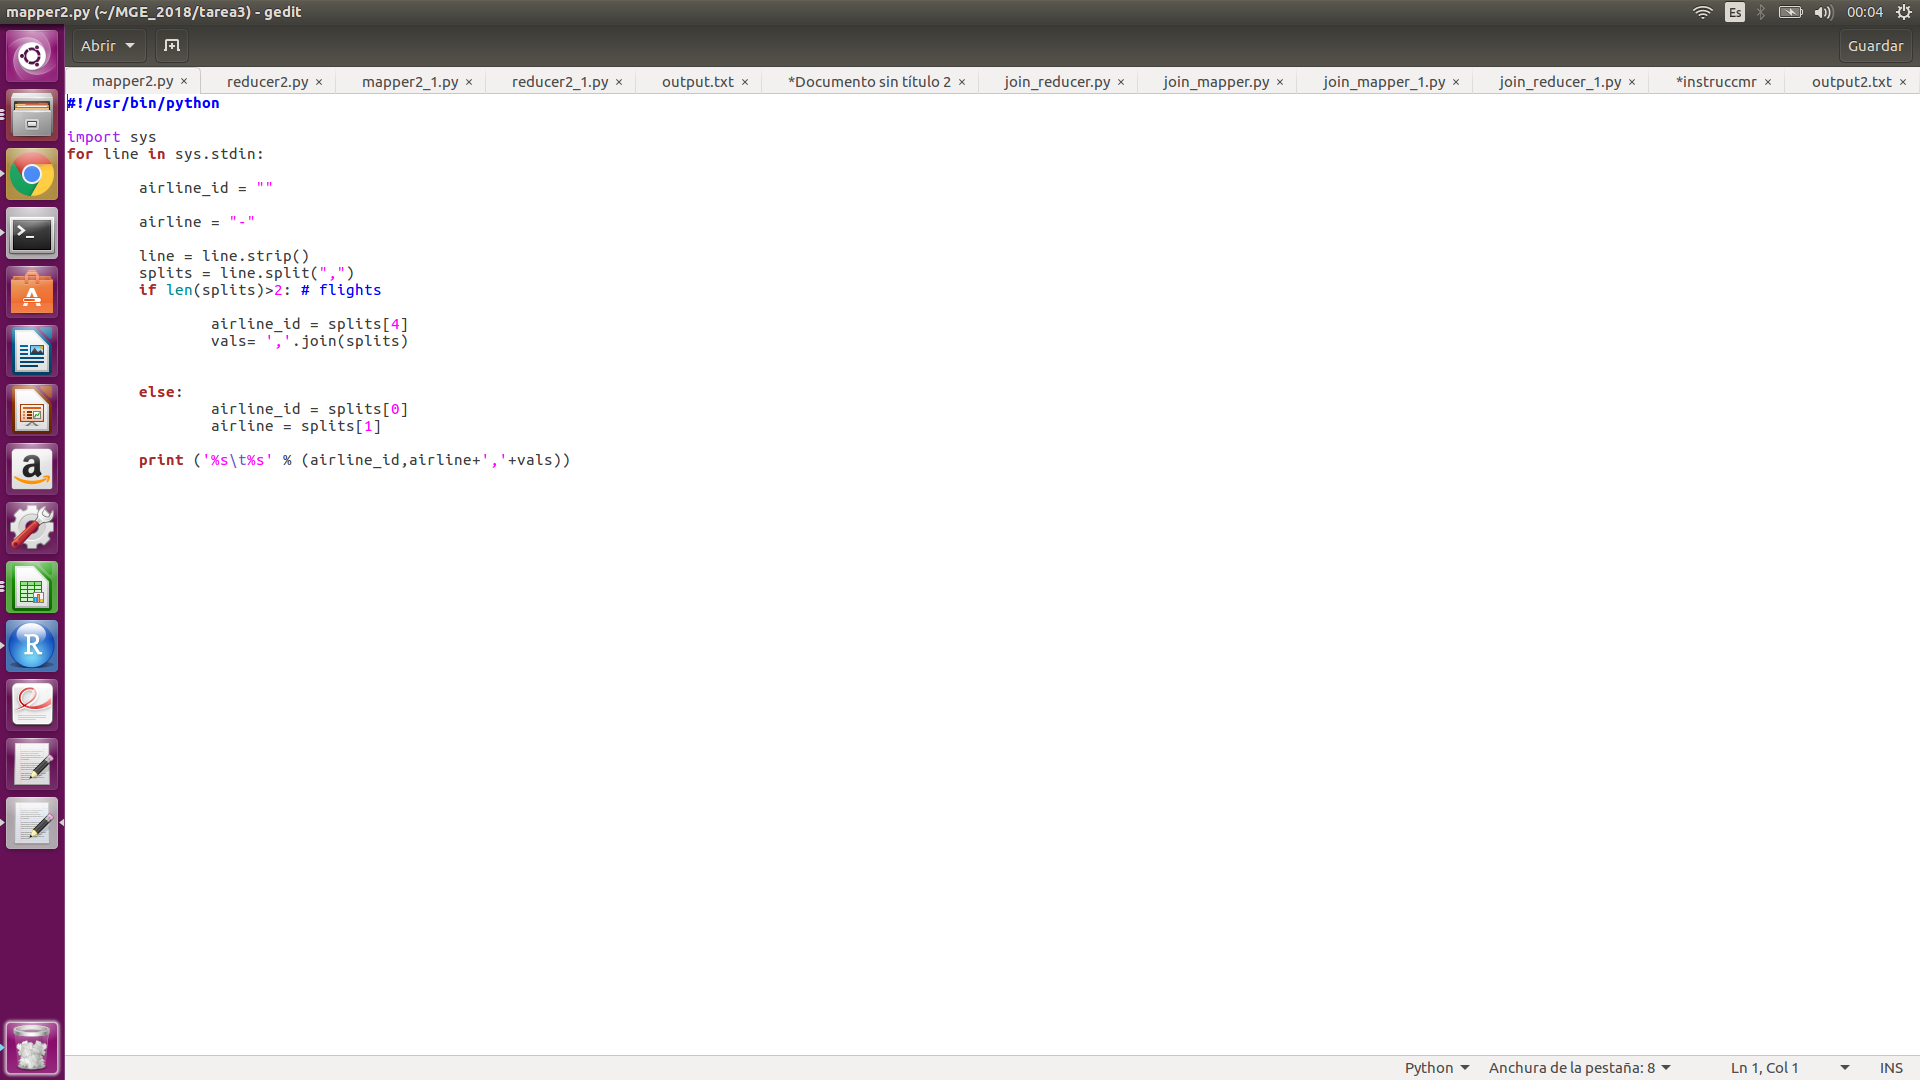 mapper2.py (~/MGE_2018/tarea3) - gedit
Es
00:04
Abrir
Guardar
mapper2.py × reducer2.py × mapper2_1.py × reducer2_1.py × output.txt × *Documento sin título 2 × join_reducer.py × join_mapper.py × join_mapper_1.py × join_reducer_1.py × *instruccmr × output2.txt ×
#!/usr/bin/python
import sys
for line in sys.stdin:
airline_id = ""
airline = "-"
line = line.strip()
splits = line.split(",")
if len(splits)>2: # flights
airline_id = splits[4]
vals= ','.join(splits)
else:
airline_id = splits[0]
airline = splits[1]
print ('%s\t%s' % (airline_id,airline+','+vals))
Python
Anchura de la pestaña: 8
Ln 1, Col 1
INS